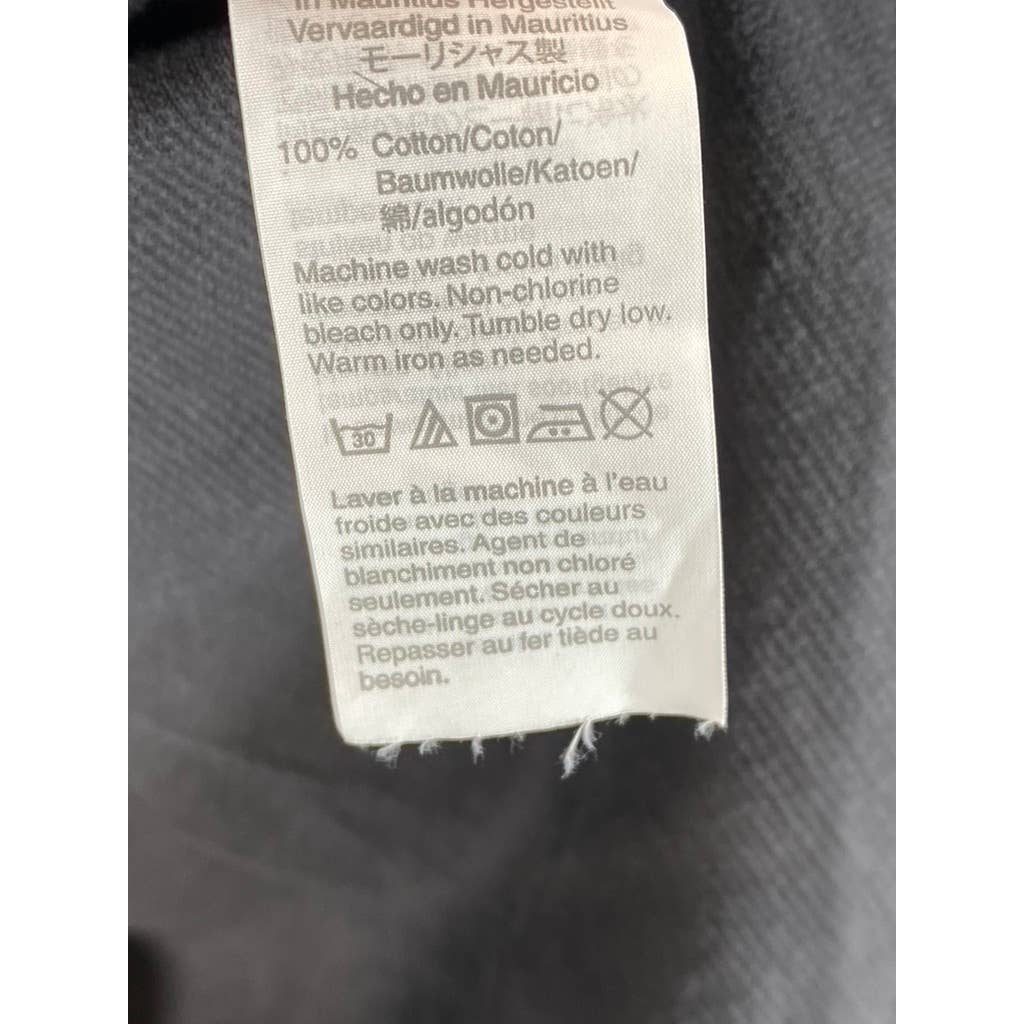 In Mauritius Hergestellt
Vervaardigd in Mauritius
モーリシャス製
Hecho en Mauricio
100% Cotton/Coton/
Baumwolle/Katoen/
綿/algodón
Machine wash cold with
like colors. Non-chlorine
bleach only. Tumble dry low.
Warm iron as needed.
30
Laver à la machine à l'eau
froide avec des couleurs
similaires. Agent de
blanchiment non chloré
seulement. Sécher au
sèche-linge au cycle doux.
Repasser au fer tiède au
besoin.